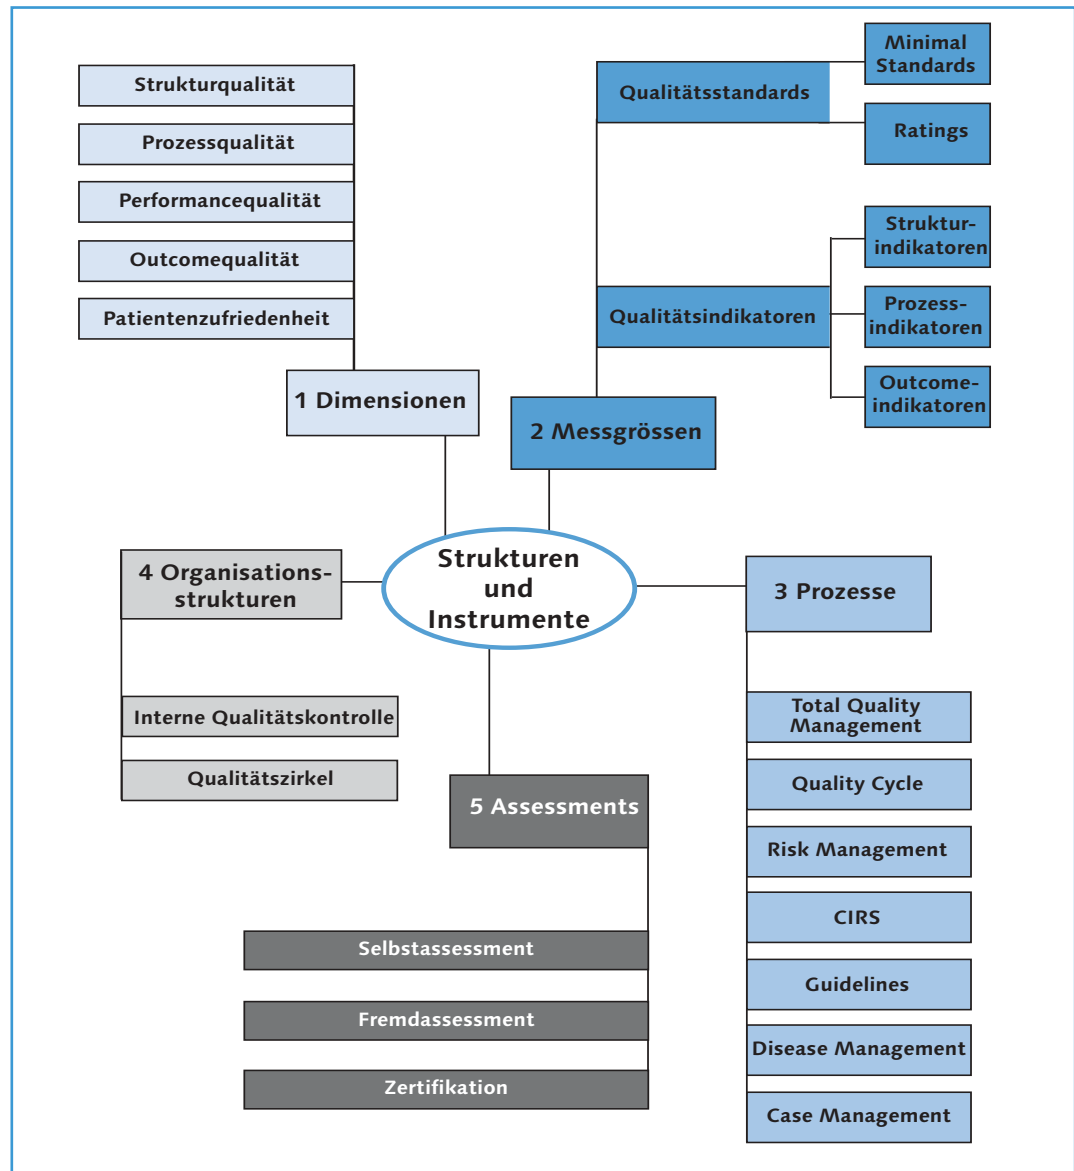 Strukturqualität
Prozessqualität
Performancequalität
Outcomequalität
Patientenzufriedenheit
1 Dimensionen
Minimal
Standards
Qualitätsstandards
Ratings
Struktur-
indikatoren
Qualitätsindikatoren
Prozess-
indikatoren
Outcome-
indikatoren
2 Messgrössen
Strukturen
und
Instrumente
4 Organisations-
strukturen
Interne Qualitätskontrolle
Qualitätszirkel
3 Prozesse
Total Quality
Management
Quality Cycle
Risk Management
CIRS
Guidelines
Disease Management
Case Management
5 Assessments
Selbstassessment
Fremdassessment
Zertifikation